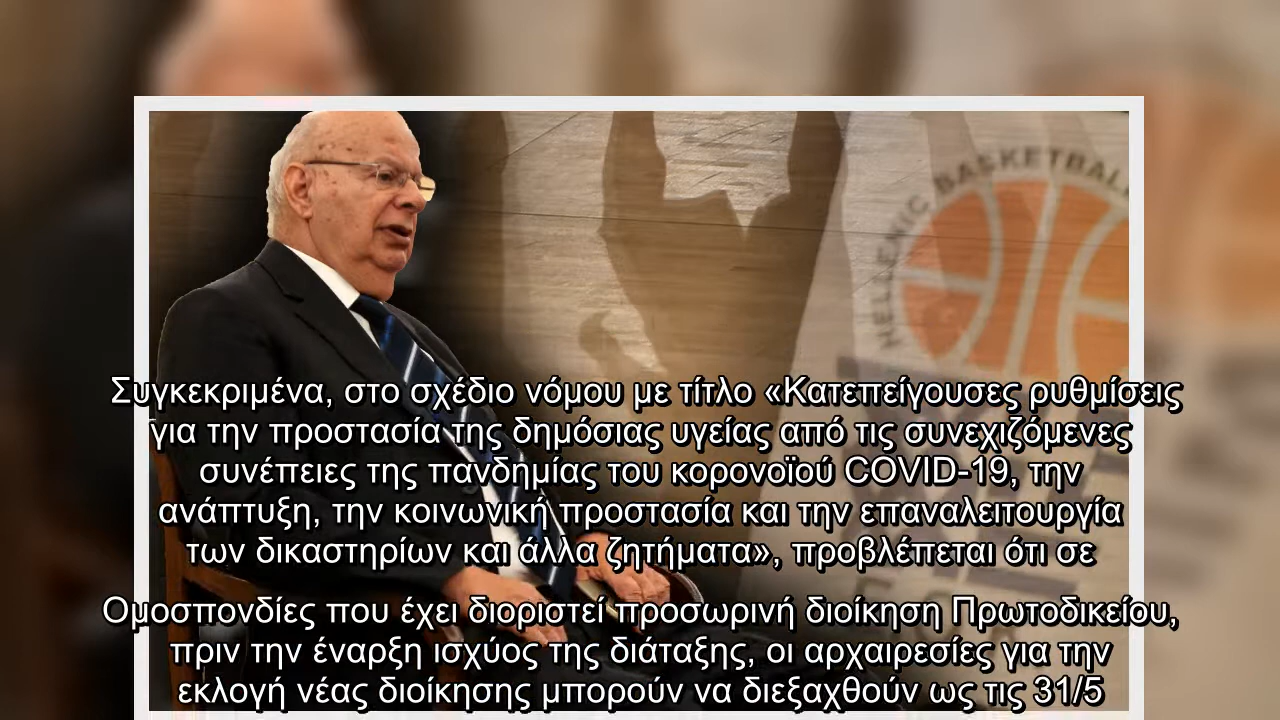 HELLENIC BASKETBALL
Συγκεκριμένα, στο σχέδιο νόμου με τίτλο «Κατεπείγουσες ρυθμίσεις
για την προστασία της δημόσιας υγείας από τις συνεχιζόμενες
συνέπειες της πανδημίας του κορονοϊού COVID-19, την
ανάπτυξη, την κοινωνική προστασία και την επαναλειτουργία
των δικαστηρίων και άλλα ζητήματα», προβλέπεται ότι σε
Ομοσπονδίες που έχει διοριστεί προσωρινή διοίκηση Πρωτοδικείου,
πριν την έναρξη ισχύος της διάταξης, οι αρχαιρεσίες για την
εκλογή νέας διοίκησης μπορούν να διεξαχθούν ως τις 31/5